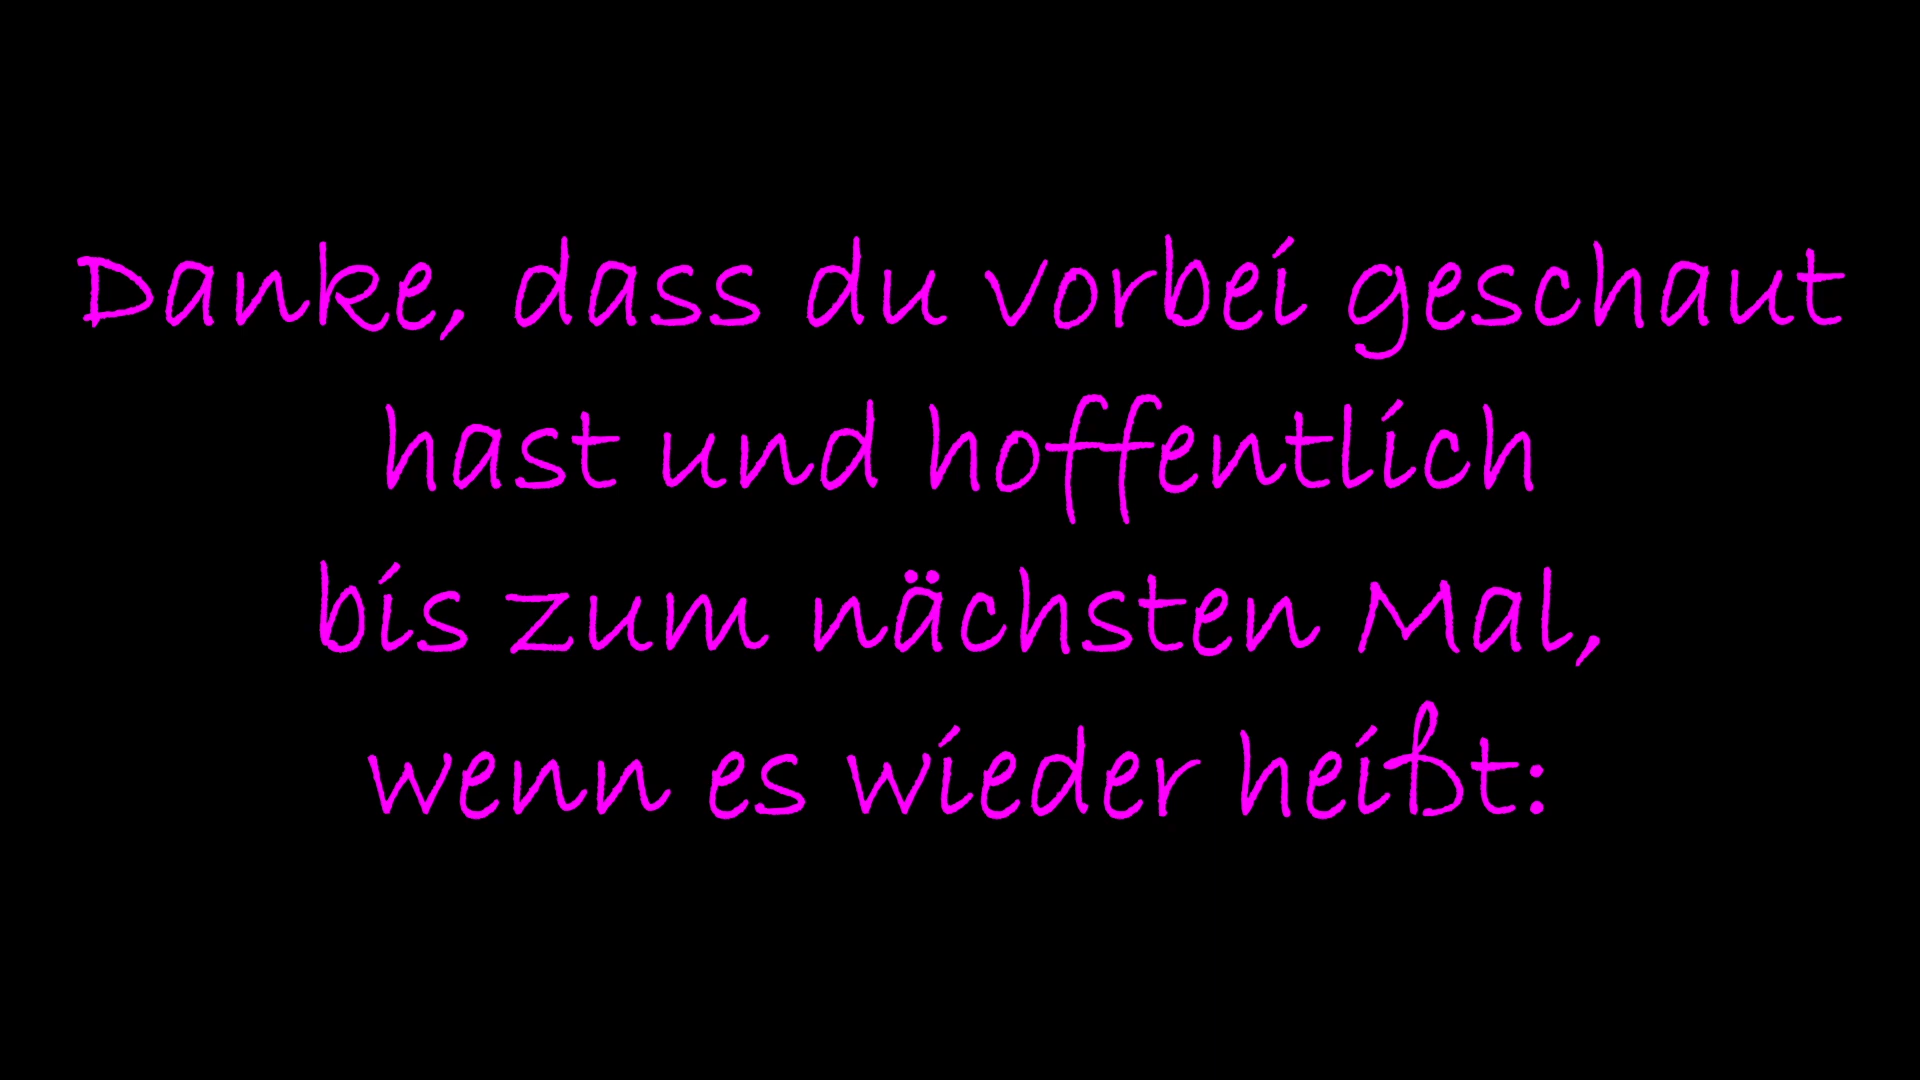 Danke, dass du vorbei geschaut
hast und hoffentlich
bis zum nächsten Mal,
wenn es wieder heißt: